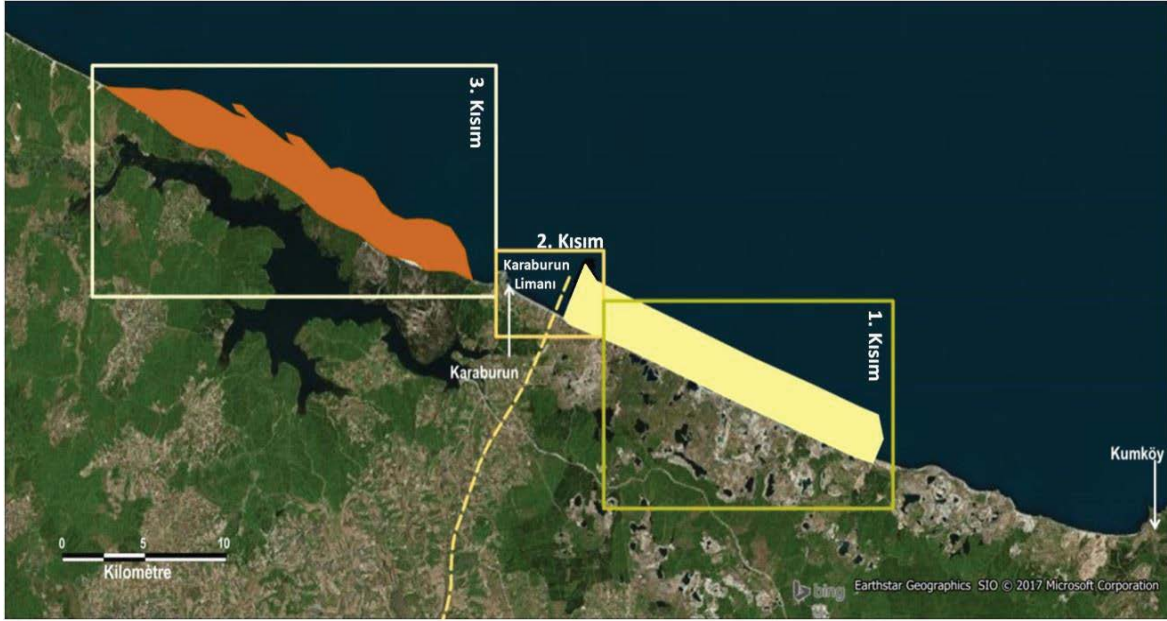 3. Kısım
2. Kısım
Karaburun
Limanı
1. Kısım
Karaburun
Kumköy
0 5 10
Kilometre
bing
Earthstar Geographics SIO © 2017 Microsoft Corporation